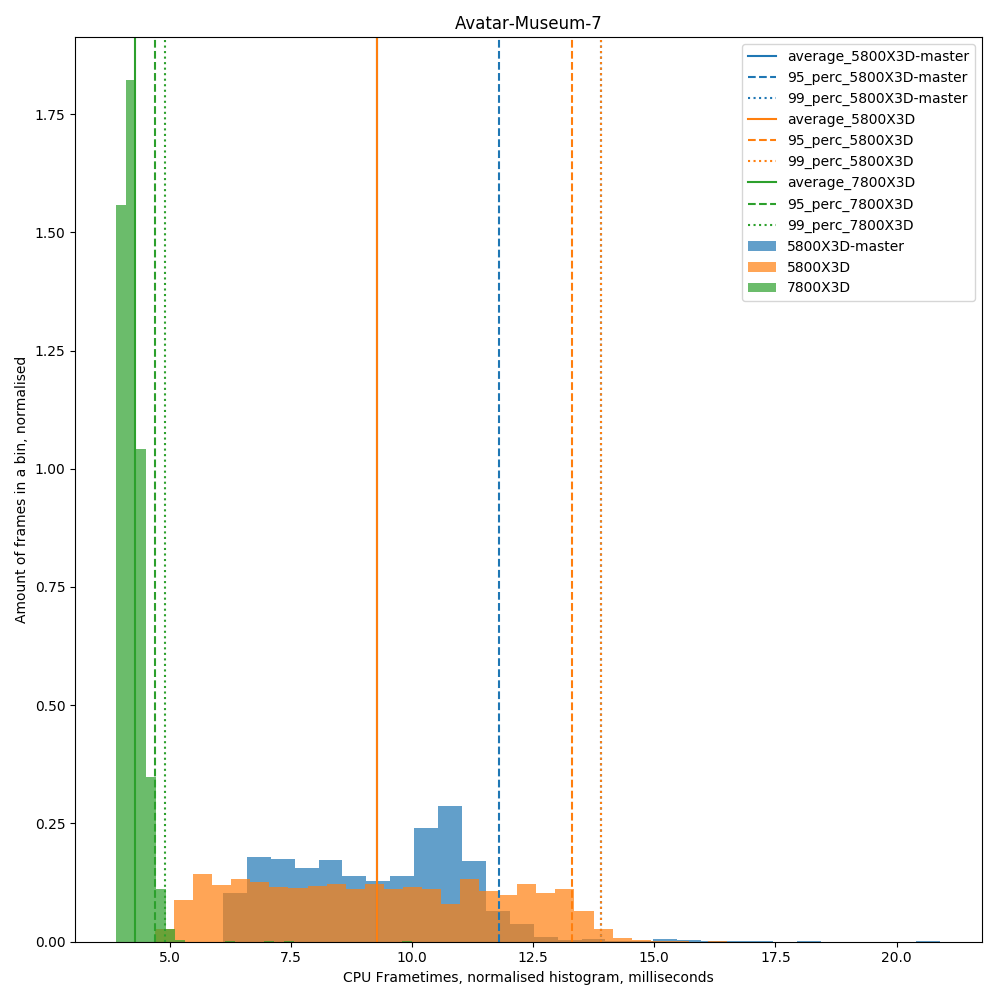 Avatar-Museum-7
average_5800X3D-master
95_perc_5800X3D-master
99_perc_5800X3D-master
average_5800X3D
95_perc_5800X3D
99_perc_5800X3D
average_7800X3D
95_perc_7800X3D
99_perc_7800X3D
5800X3D-master
5800X3D
7800X3D
Amount of frames in a bin, normalised
1.75
1.50
1.25
1.00
0.75
0.50
0.25
0.00
5.0 7.5 10.0 12.5 15.0 17.5 20.0
CPU Frametimes, normalised histogram, milliseconds